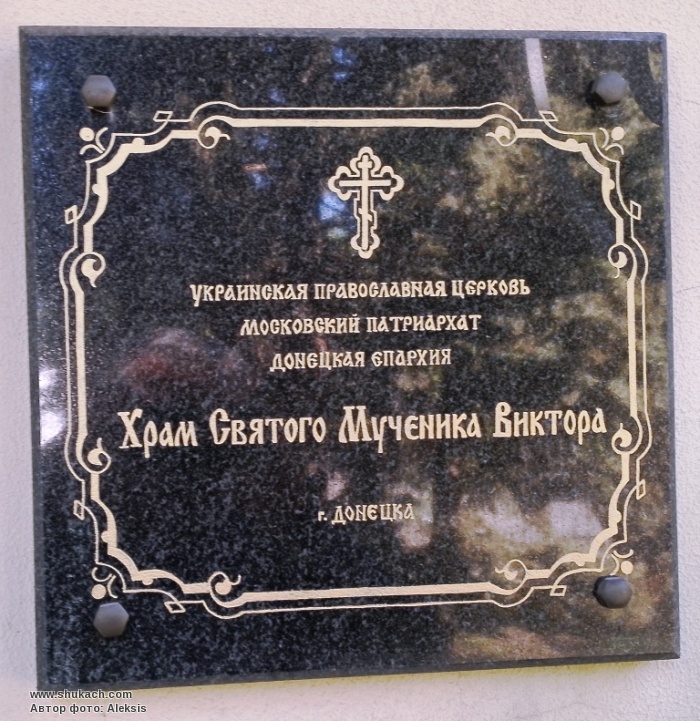 Украинская Православная Церковь
Московский Патриархат
Донецкая Епархия
Храм Святого Мученика Виктора
г. Донецка
www.shukach.com
Автор фото: Aleksis